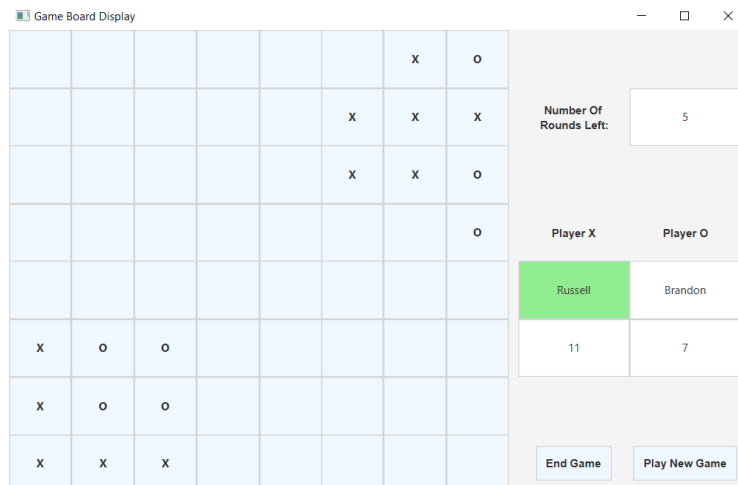 Game Board Display
X O
X X X
Number Of
Rounds Left:
5
X X O
O
Player X
Player O
Russell
Brandon
X O O
11
7
X O O
X X X
End Game
Play New Game